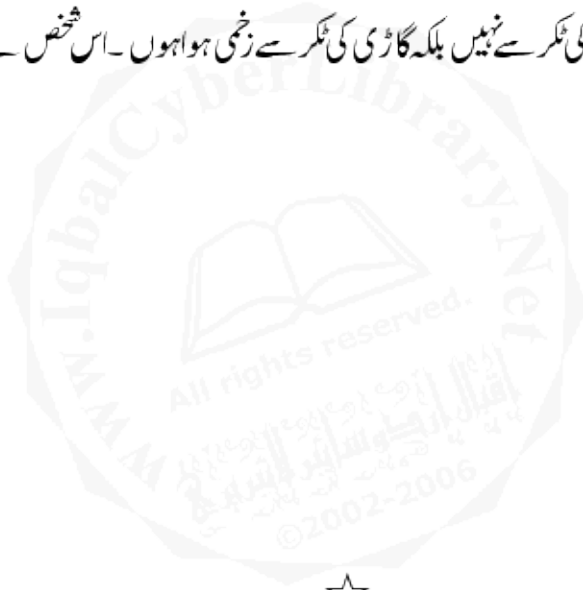 کی ٹکر سے نہیں بلکہ گاڑی کی ٹکر سے زخمی ہوا ہوں ۔ اس شخص
www.IqbalCyberLibrary.Net
All rights reserved.
©2002-2006